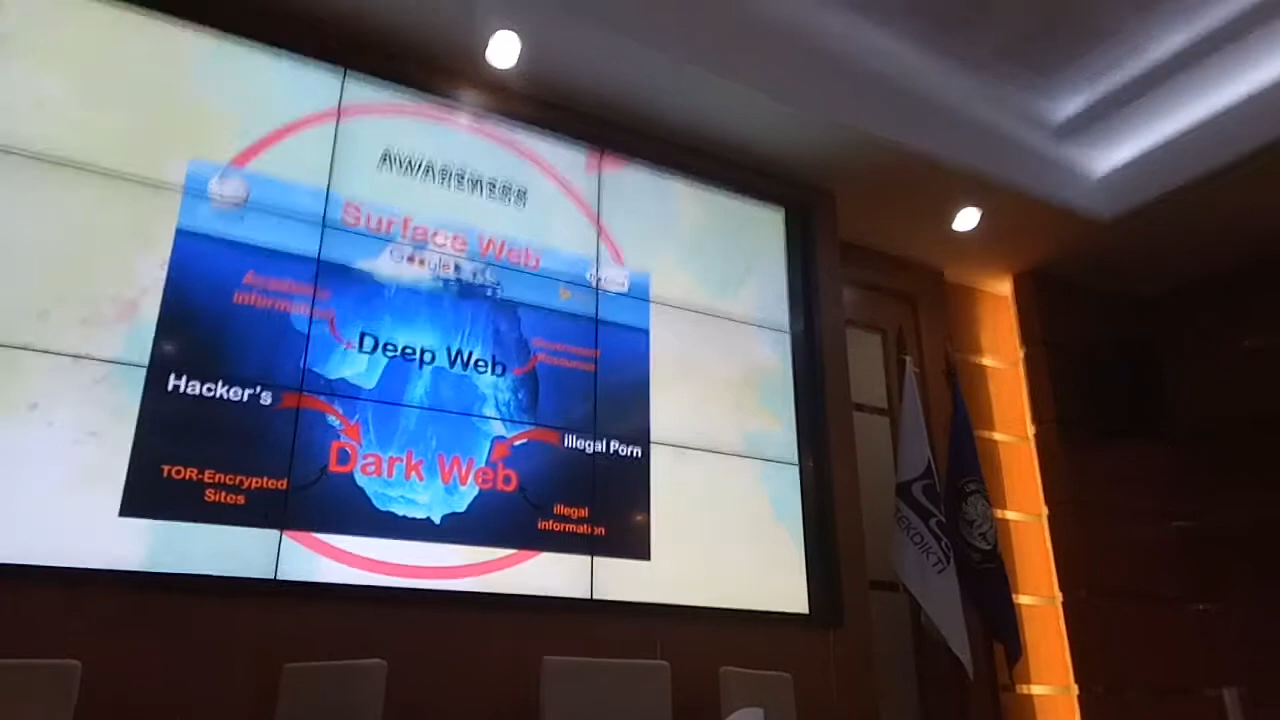 AWARENESS
Surface Web
Google
Academic
information
Deep Web
Government
Resources
Hacker's
illegal Porn
Dark Web
TOR-Encrypted
Sites
illegal
information
TEKDIKTI